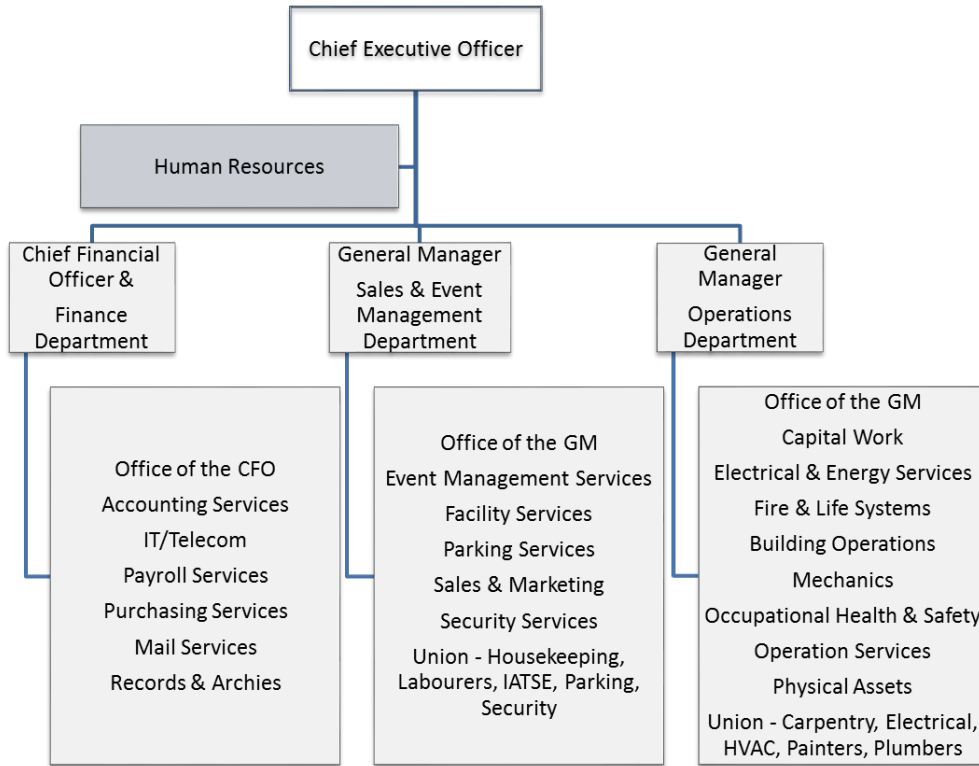 Chief Executive Officer
Human Resources
Chief Financial
Officer &
Finance
Department
General Manager
Sales & Event
Management
Department
General
Manager
Operations
Department
Office of the CFO
Accounting Services
IT/Telecom
Payroll Services
Purchasing Services
Mail Services
Records & Archies
Office of the GM
Event Management Services
Facility Services
Parking Services
Sales & Marketing
Security Services
Union - Housekeeping,
Labourers, IATSE, Parking,
Security
Office of the GM
Capital Work
Electrical & Energy Services
Fire & Life Systems
Building Operations
Mechanics
Occupational Health & Safety
Operation Services
Physical Assets
Union - Carpentry, Electrical,
HVAC, Painters, Plumbers